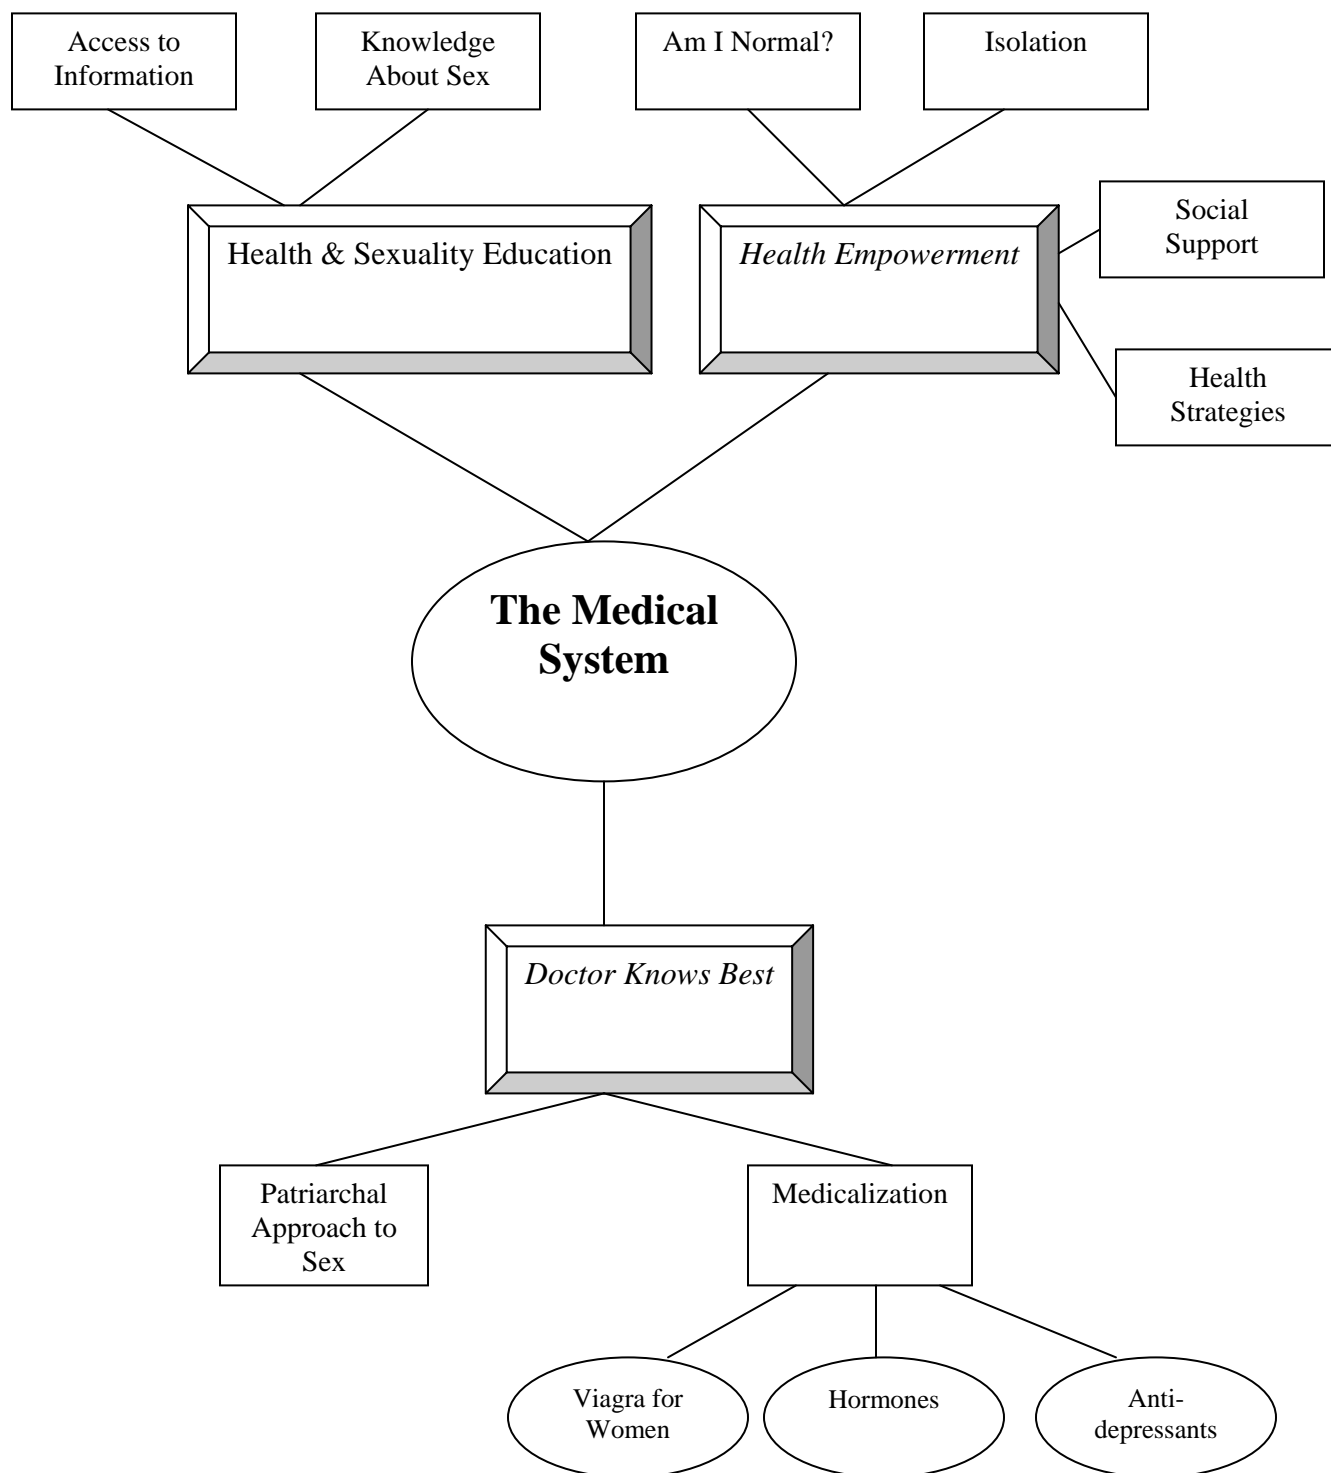 Access to
Information
Knowledge
About Sex
Am I Normal?
Isolation
Health & Sexuality Education
Health Empowerment
Social
Support
Health
Strategies
The Medical
System
Doctor Knows Best
Patriarchal
Approach to
Sex
Medicalization
Viagra for
Women
Hormones
Anti-
depressants